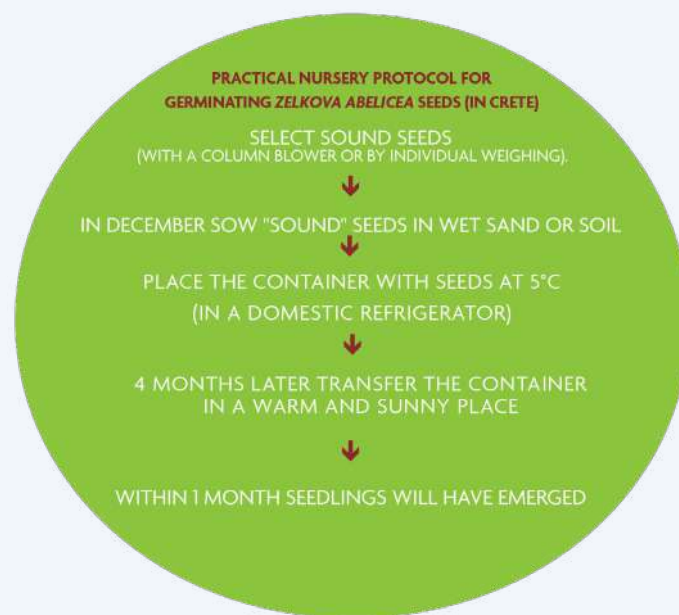 PRACTICAL NURSERY PROTOCOL FOR
GERMINATING ZELKOVA ABELICEA SEEDS (IN CRETE)
SELECT SOUND SEEDS
(WITH A COLUMN BLOWER OR BY INDIVIDUAL WEIGHING).
IN DECEMBER SOW "SOUND" SEEDS IN WET SAND OR SOIL
PLACE THE CONTAINER WITH SEEDS AT 5°C
(IN A DOMESTIC REFRIGERATOR)
4 MONTHS LATER TRANSFER THE CONTAINER
IN A WARM AND SUNNY PLACE
WITHIN 1 MONTH SEEDLINGS WILL HAVE EMERGED